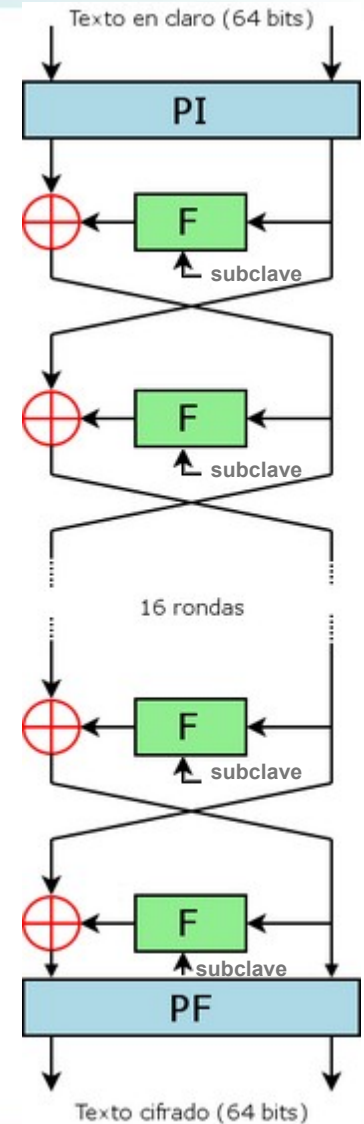 Texto en claro (64 bits)
PI
F
subclave
F
subclave
16 rondas
F
subclave
F
subclave
PF
Texto cifrado (64 bits)